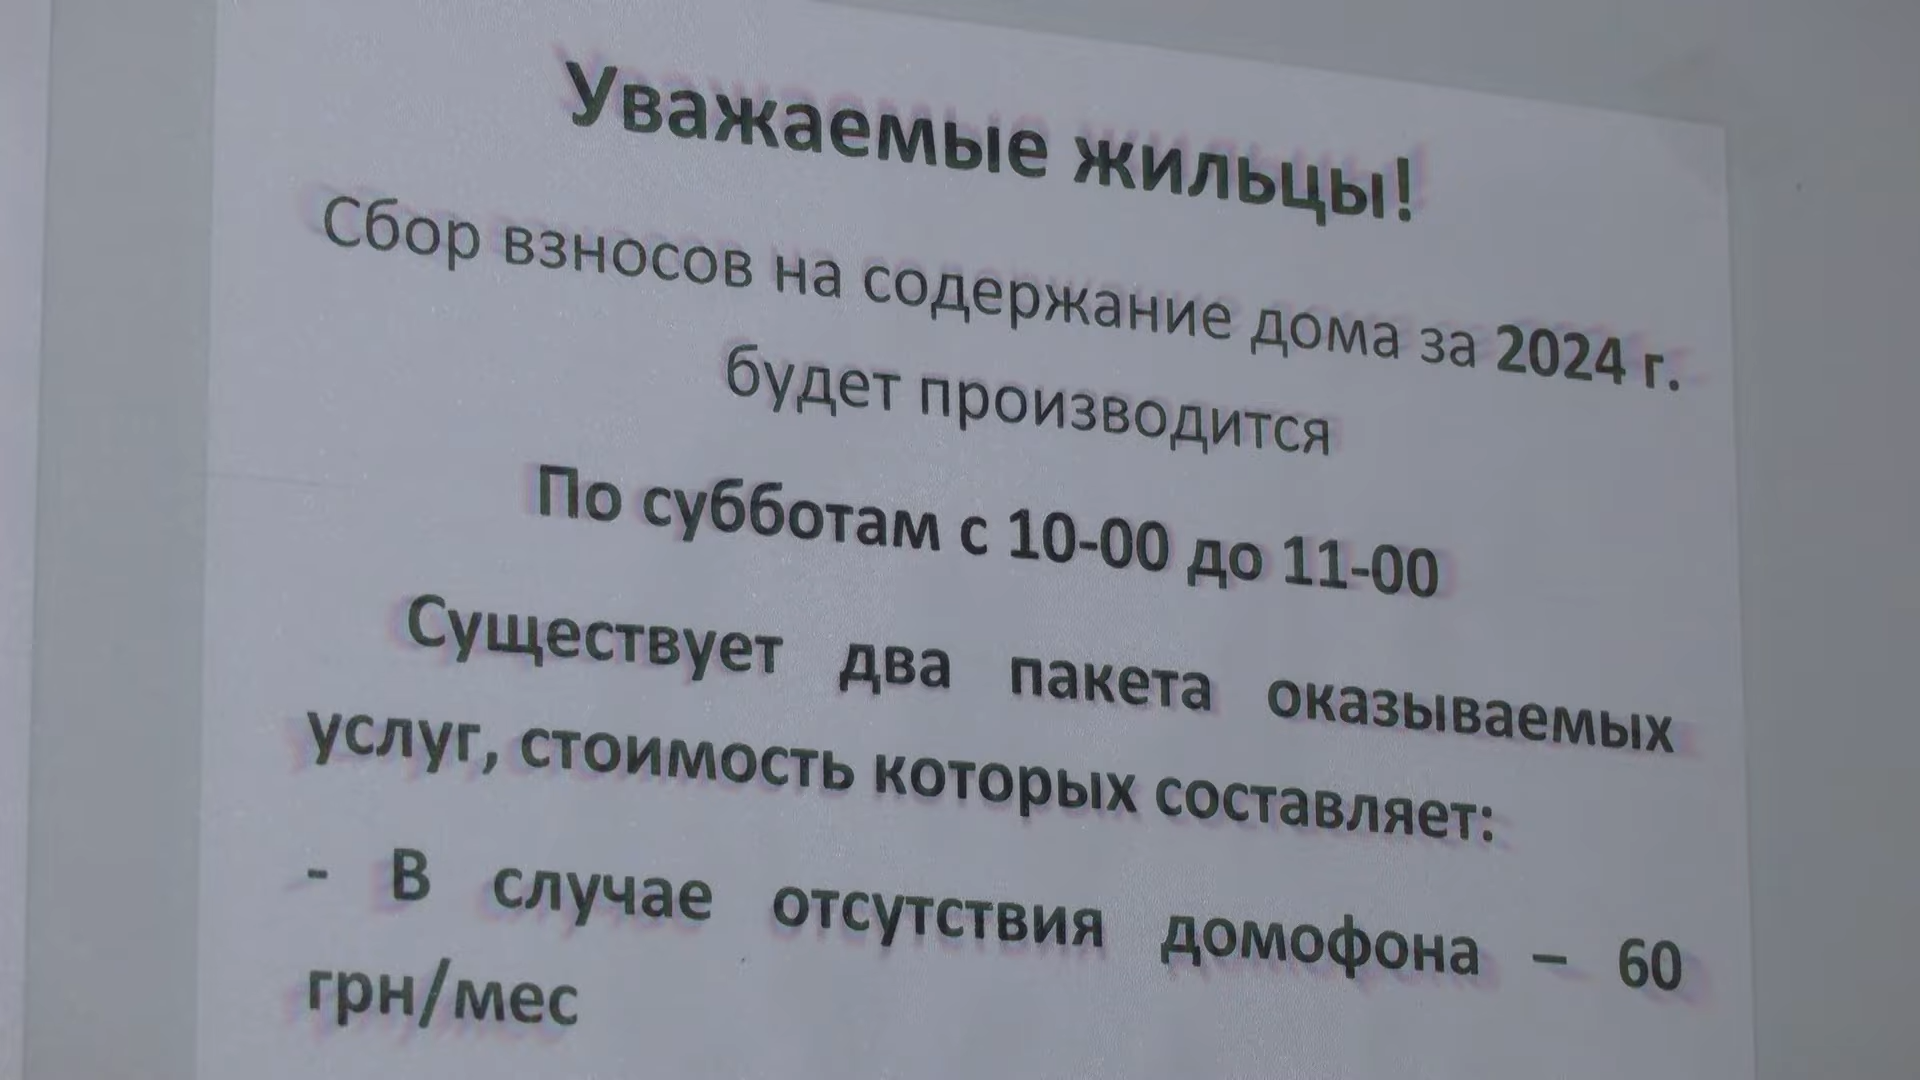 Уважаемые жильцы!
Сбор взносов на содержание дома за 2024 г.
будет производится
По субботам с 10-00 до 11-00
Существует два пакета оказываемых
услуг, стоимость которых составляет:
- В случае отсутствия домофона – 60
грн/мес